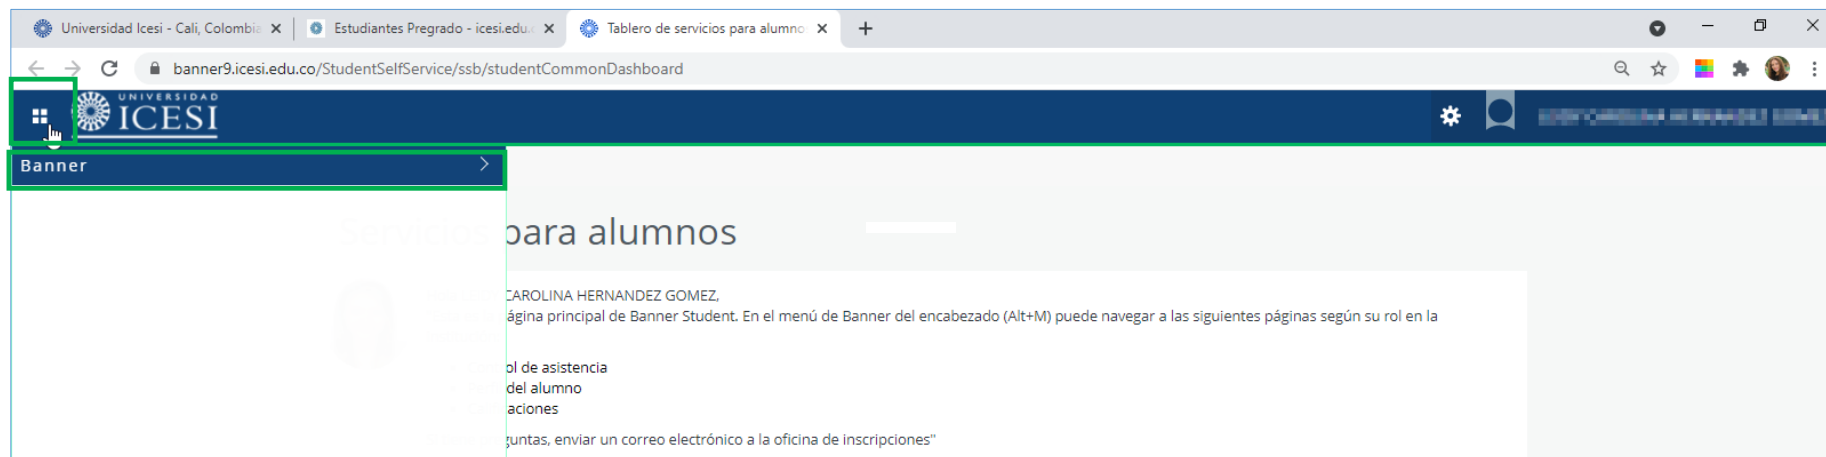 Universidad Icesi - Cali, Colombia
Estudiantes Pregrado - icesi.edu.c
Tablero de servicios para alumno
banner9.icesi.edu.co/StudentSelfService/ssb/studentCommonDashboard
UNIVERSIDAD
ICESI
Banner
Servicios para alumnos
CAROLINA HERNANDEZ GOMEZ,
ágina principal de Banner Student. En el menú de Banner del encabezado (Alt+M) puede navegar a las siguientes páginas según su rol en la
ol de asistencia
del alumno
aciones
guntas, enviar un correo electrónico a la oficina de inscripciones"